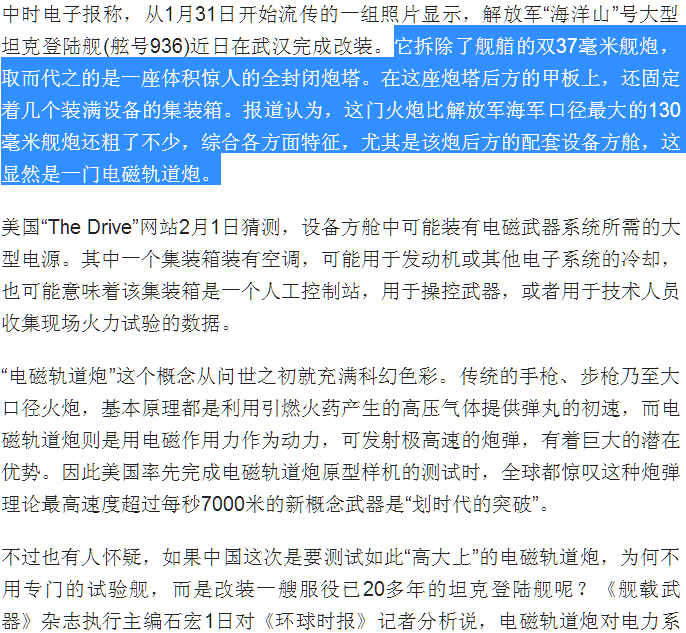 中时电子报称，从1月31日开始流传的一组照片显示，解放军“海洋山”号大型
坦克登陆舰(舷号936)近日在武汉完成改装。它拆除了舰艏的双37毫米舰炮，
取而代之的是一座体积惊人的全封闭炮塔。在这座炮塔后方的甲板上，还固定
着几个装满设备的集装箱。报道认为，这门火炮比解放军海军口径最大的130
毫米舰炮还粗了不少，综合各方面特征，尤其是该炮后方的配套设备方舱，这
显然是一门电磁轨道炮。
美国“The Drive”网站2月1日猜测，设备方舱中可能装有电磁武器系统所需的大
型电源。其中一个集装箱装有空调，可能用于发动机或其他电子系统的冷却，
也可能意味着该集装箱是一个人工控制站，用于操控武器，或者用于技术人员
收集现场火力试验的数据。
“电磁轨道炮”这个概念从问世之初就充满科幻色彩。传统的手枪、步枪乃至大
口径火炮，基本原理都是利用引燃火药产生的高压气体提供弹丸的初速，而电
磁轨道炮则是用电磁作用力作为动力，可发射极高速的炮弹，有着巨大的潜在
优势。因此美国率先完成电磁轨道炮原型样机的测试时，全球都惊叹这种炮弹
理论最高速度超过每秒7000米的新概念武器是“划时代的突破”。
不过也有人怀疑，如果中国这次是要测试如此“高大上”的电磁轨道炮，为何不
用专门的试验舰，而是改装一艘服役已20多年的坦克登陆舰呢？《舰载武
器》杂志执行主编石宏1日对《环球时报》记者分析说，电磁轨道炮对电力系